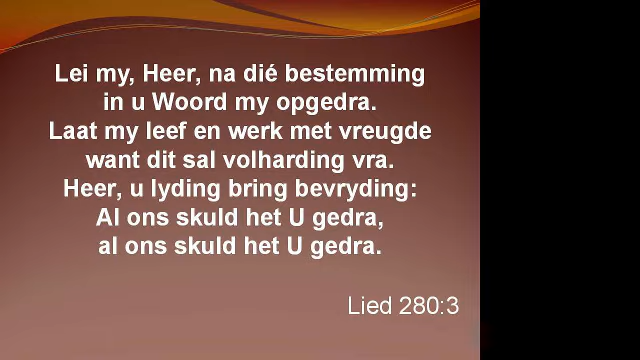 Lei my, Heer, na dié bestemming
in u Woord my opgedra.
Laat my leef en werk met vreugde
want dit sal volharding vra.
Heer, u lyding bring bevryding:
Al ons skuld het U gedra,
al ons skuld het U gedra.
Lied 280:3